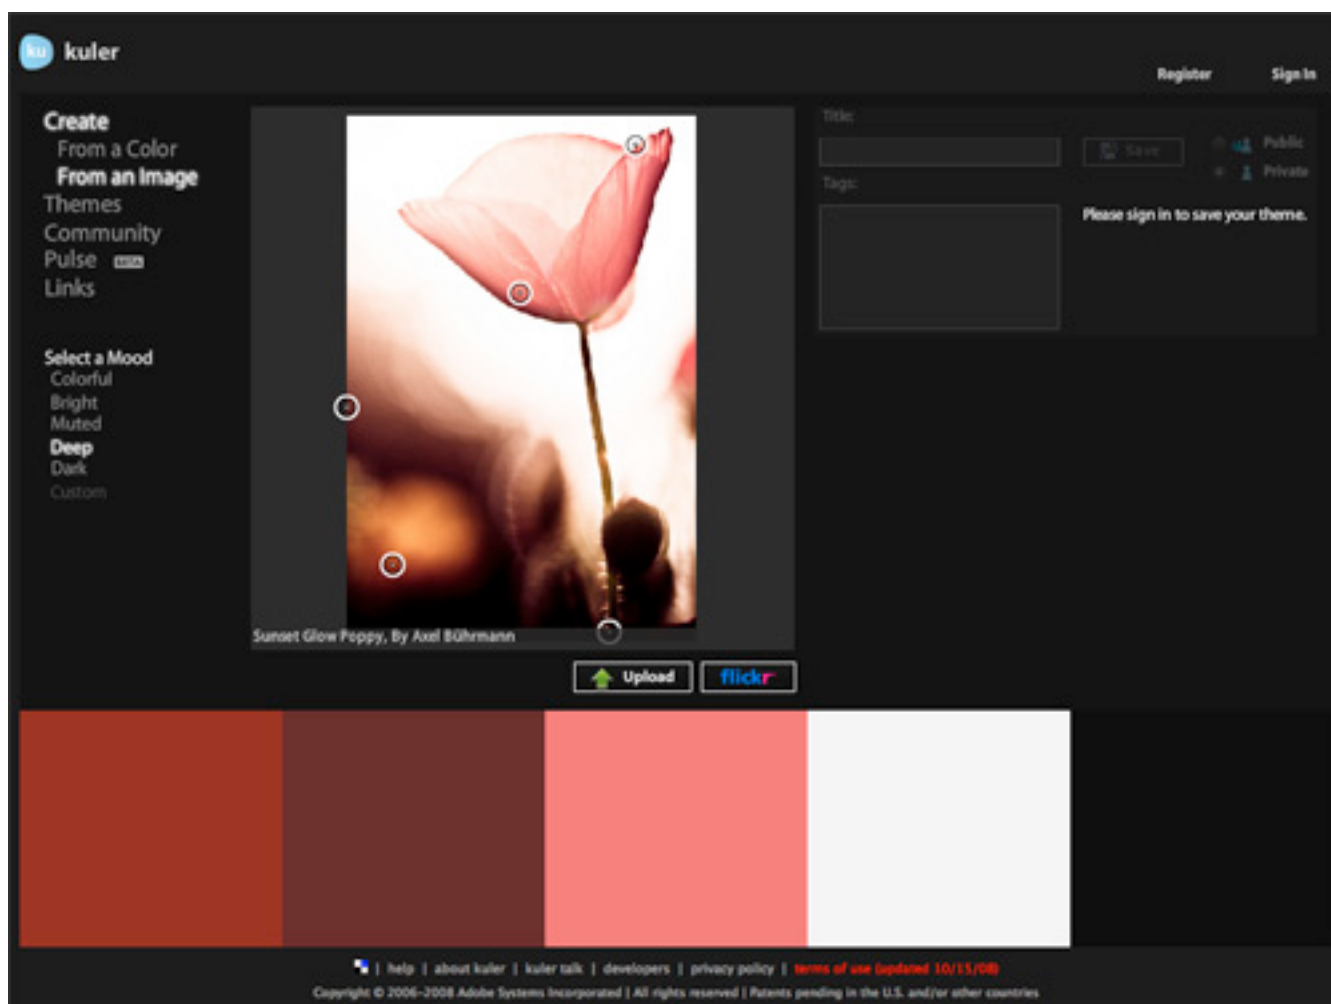 ku kuler
Register Sign In
Create
From a Color
From an Image
Themes
Community
Pulse BETA
Links
Select a Mood
Colorful
Bright
Muted
Deep
Dark
Custom
Sunset Glow Poppy, By Axel Bührmann
Upload flickr
Title:
Save
Public
Private
Tags:
Please sign in to save your theme.
| help | about kuler | kuler talk | developers | privacy policy | terms of use (updated 10/15/08)
Copyright © 2006-2008 Adobe Systems Incorporated | All rights reserved | Patents pending in the U.S. and/or other countries